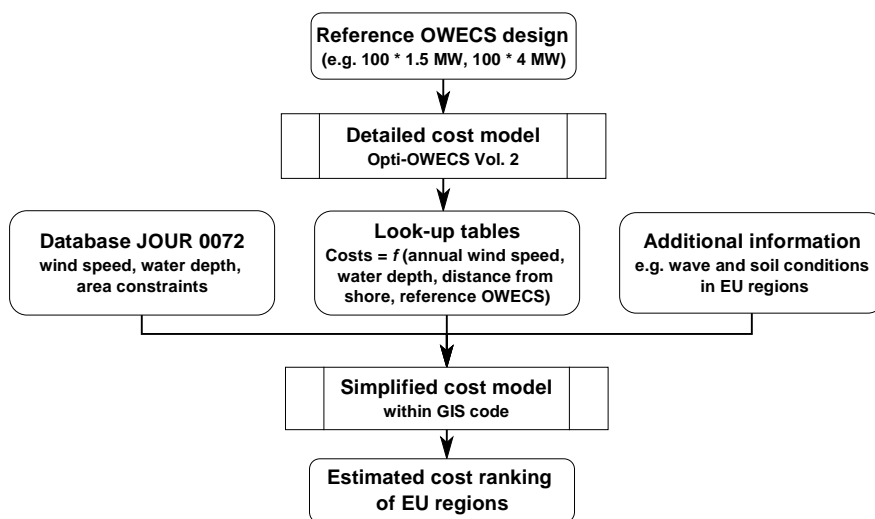 Reference OWECS design
(e.g. 100 * 1.5 MW, 100 * 4 MW)
Detailed cost model
Opti-OWECS Vol. 2
Database JOUR 0072
wind speed, water depth,
area constraints
Look-up tables
Costs = f (annual wind speed,
water depth, distance from
shore, reference OWECS)
Additional information
e.g. wave and soil conditions
in EU regions
Simplified cost model
within GIS code
Estimated cost ranking
of EU regions